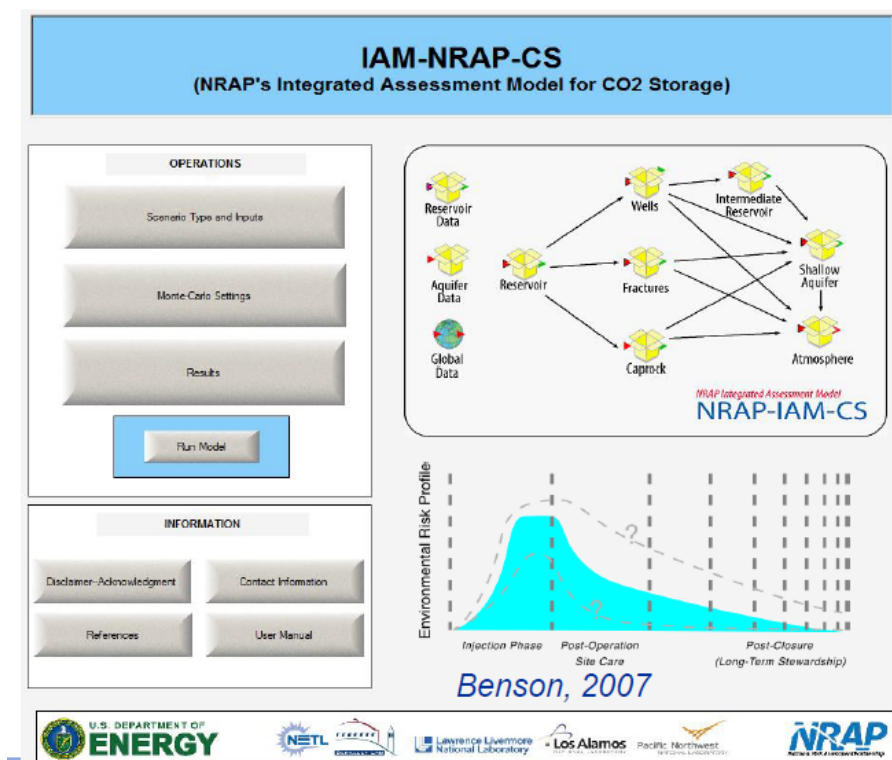 IAM-NRAP-CS
(NRAP's Integrated Assessment Model for CO2 Storage)
OPERATIONS
Scenario Type and Inputs
Monte-Carlo Settings
Results
Run Model
INFORMATION
Disclaimer--Acknowledgment
Contact Information
References
User Manual
Reservoir
Data
Aquifer
Data
Global
Data
Reservoir
Wells
Fractures
Caprock
Intermediate
Reservoir
Shallow
Aquifer
Atmosphere
NRAP Integrated Assessment Model
NRAP-IAM-CS
Environmental Risk Profile
?
?
Injection Phase
Post-Operation
Site Care
Post-Closure
(Long-Term Stewardship)
Benson, 2007
U.S. DEPARTMENT OF
ENERGY
NETL
Lawrence Livermore
National Laboratory
Los Alamos
NATIONAL LABORATORY
Pacific Northwest
NATIONAL LABORATORY
NRAP